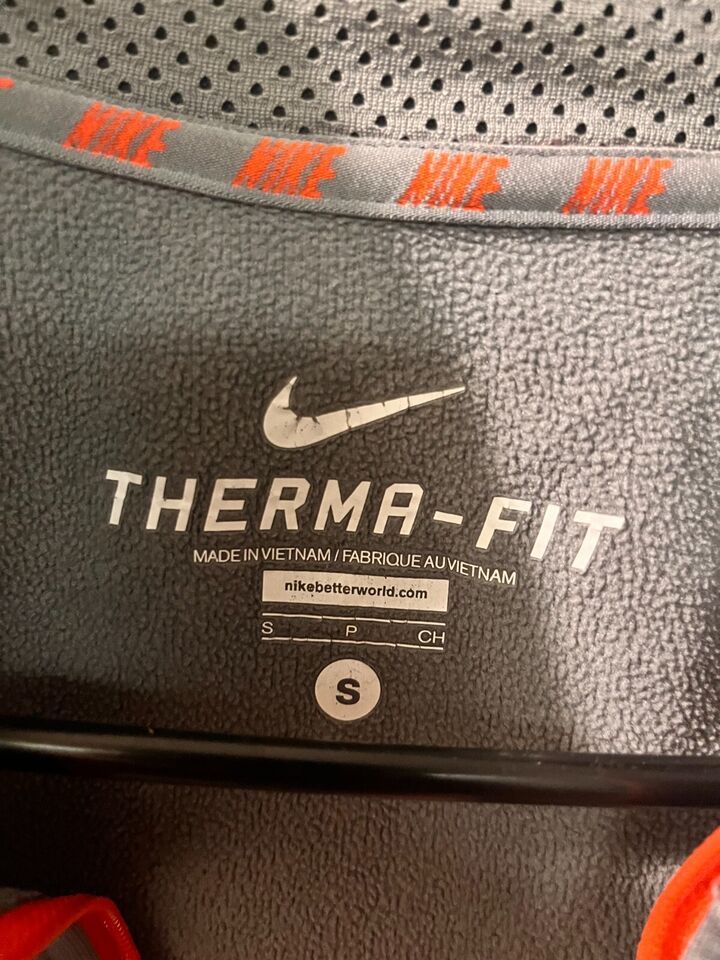 NIKE NIKE NIKE NIKE
THERMA-FIT
MADE IN VIETNAM / FABRIQUE AU VIETNAM
nikebetterworld.com
S P CH
S